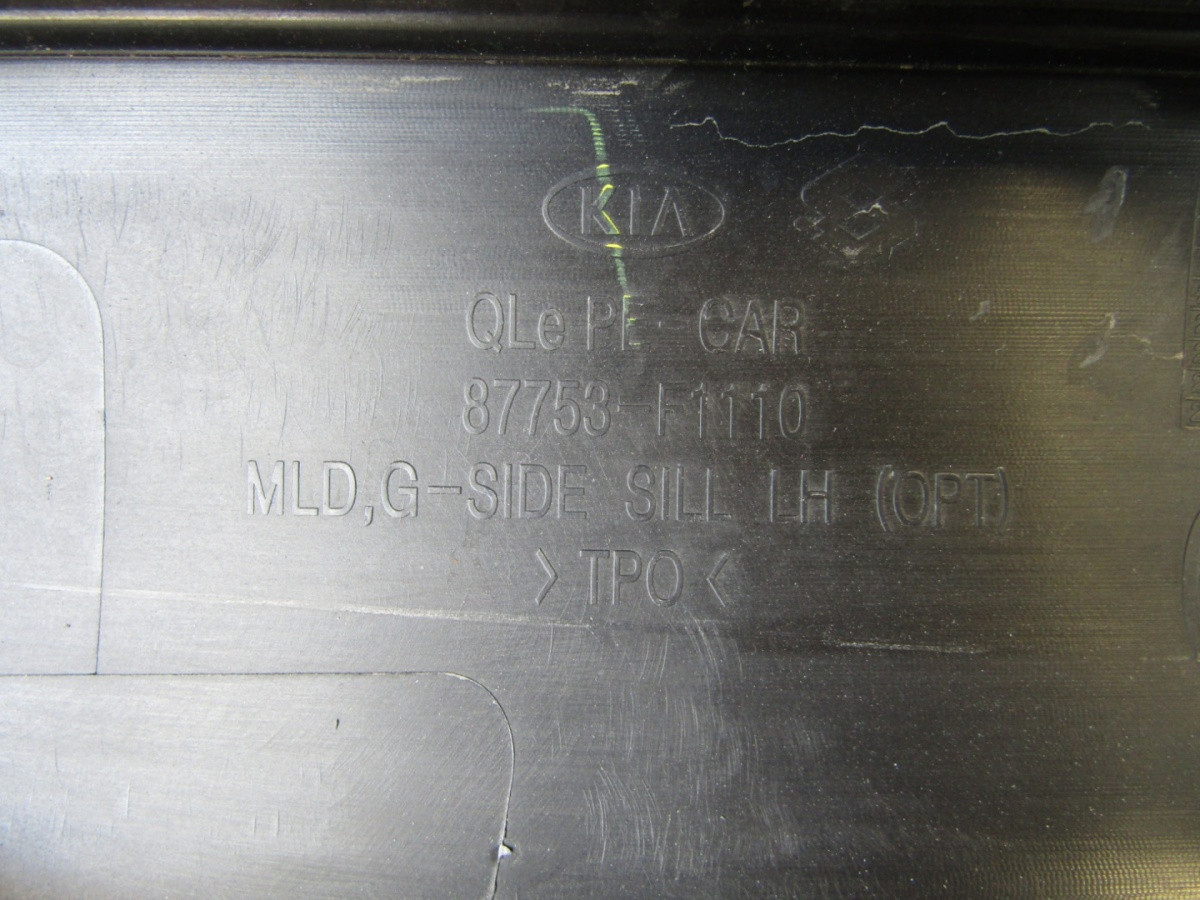 KIA
QLe PE CAR
87753-F1110
MLD,G-SIDE SILL LH (OPT)
>TPO<